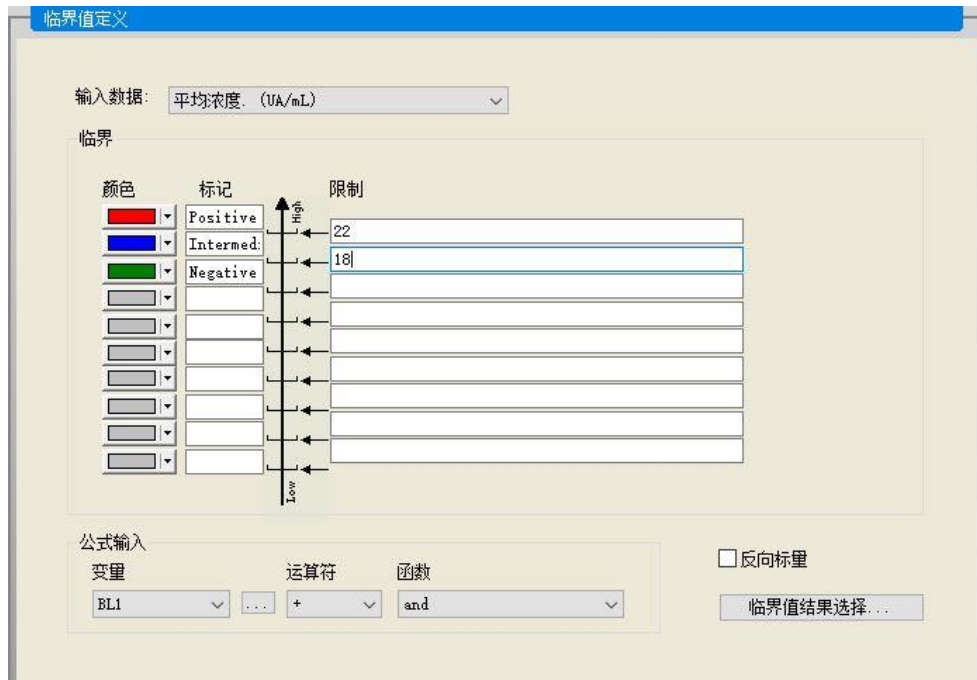 临界值定义
输入数据: 平均浓度. (UA/mL)
临界
颜色 标记 限制
High
Positive
22
Intermed:
18
Negative
Low
公式输入
变量 运算符 函数
BL1 ... + and
反向标量
临界值结果选择...